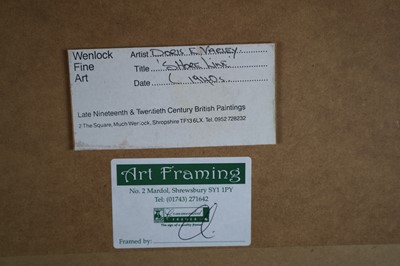 Wenlock
Fine
Art
Artist DORIS E. VARLEY
Title 'SHORE LINE'
Date C 1940s.
Late Nineteenth & Twentieth Century British Paintings
2 The Square, Much Wenlock, Shropshire TF13 6LX. Tel. 0952 728232
Art Framing
No. 2 Mardol, Shrewsbury SY1 1PY
Tel: (01743) 271642
Framed by: